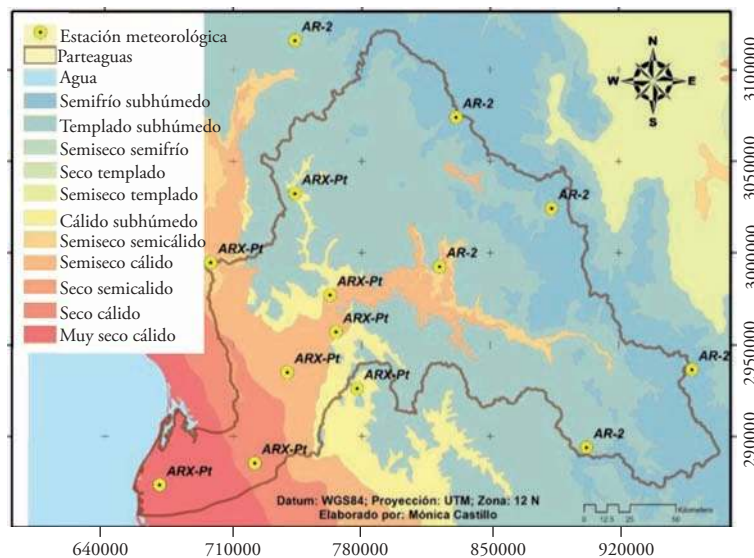 Estación meteorológica
Parteaguas
Agua
Semifrío subhúmedo
Templado subhúmedo
Semiseco semifrío
Seco templado
Semiseco templado
Cálido subhúmedo
Semiseco semicálido
Semiseco cálido
Seco semicalido
Seco cálido
Muy seco cálido
AR-2
AR-2
ARX-Pt
AR-2
ARX-Pt
AR-2
ARX-Pt
ARX-Pt
ARX-Pt
AR-2
ARX-Pt
AR-2
ARX-Pt
ARX-Pt
N
W E
S
3100000
3050000
3000000
2950000
290000
Datum: WGS84; Proyección: UTM; Zona: 12 N
Elaborado por: Mónica Castillo
0 12.5 25 50
Kilometers
640000 710000 780000 850000 920000